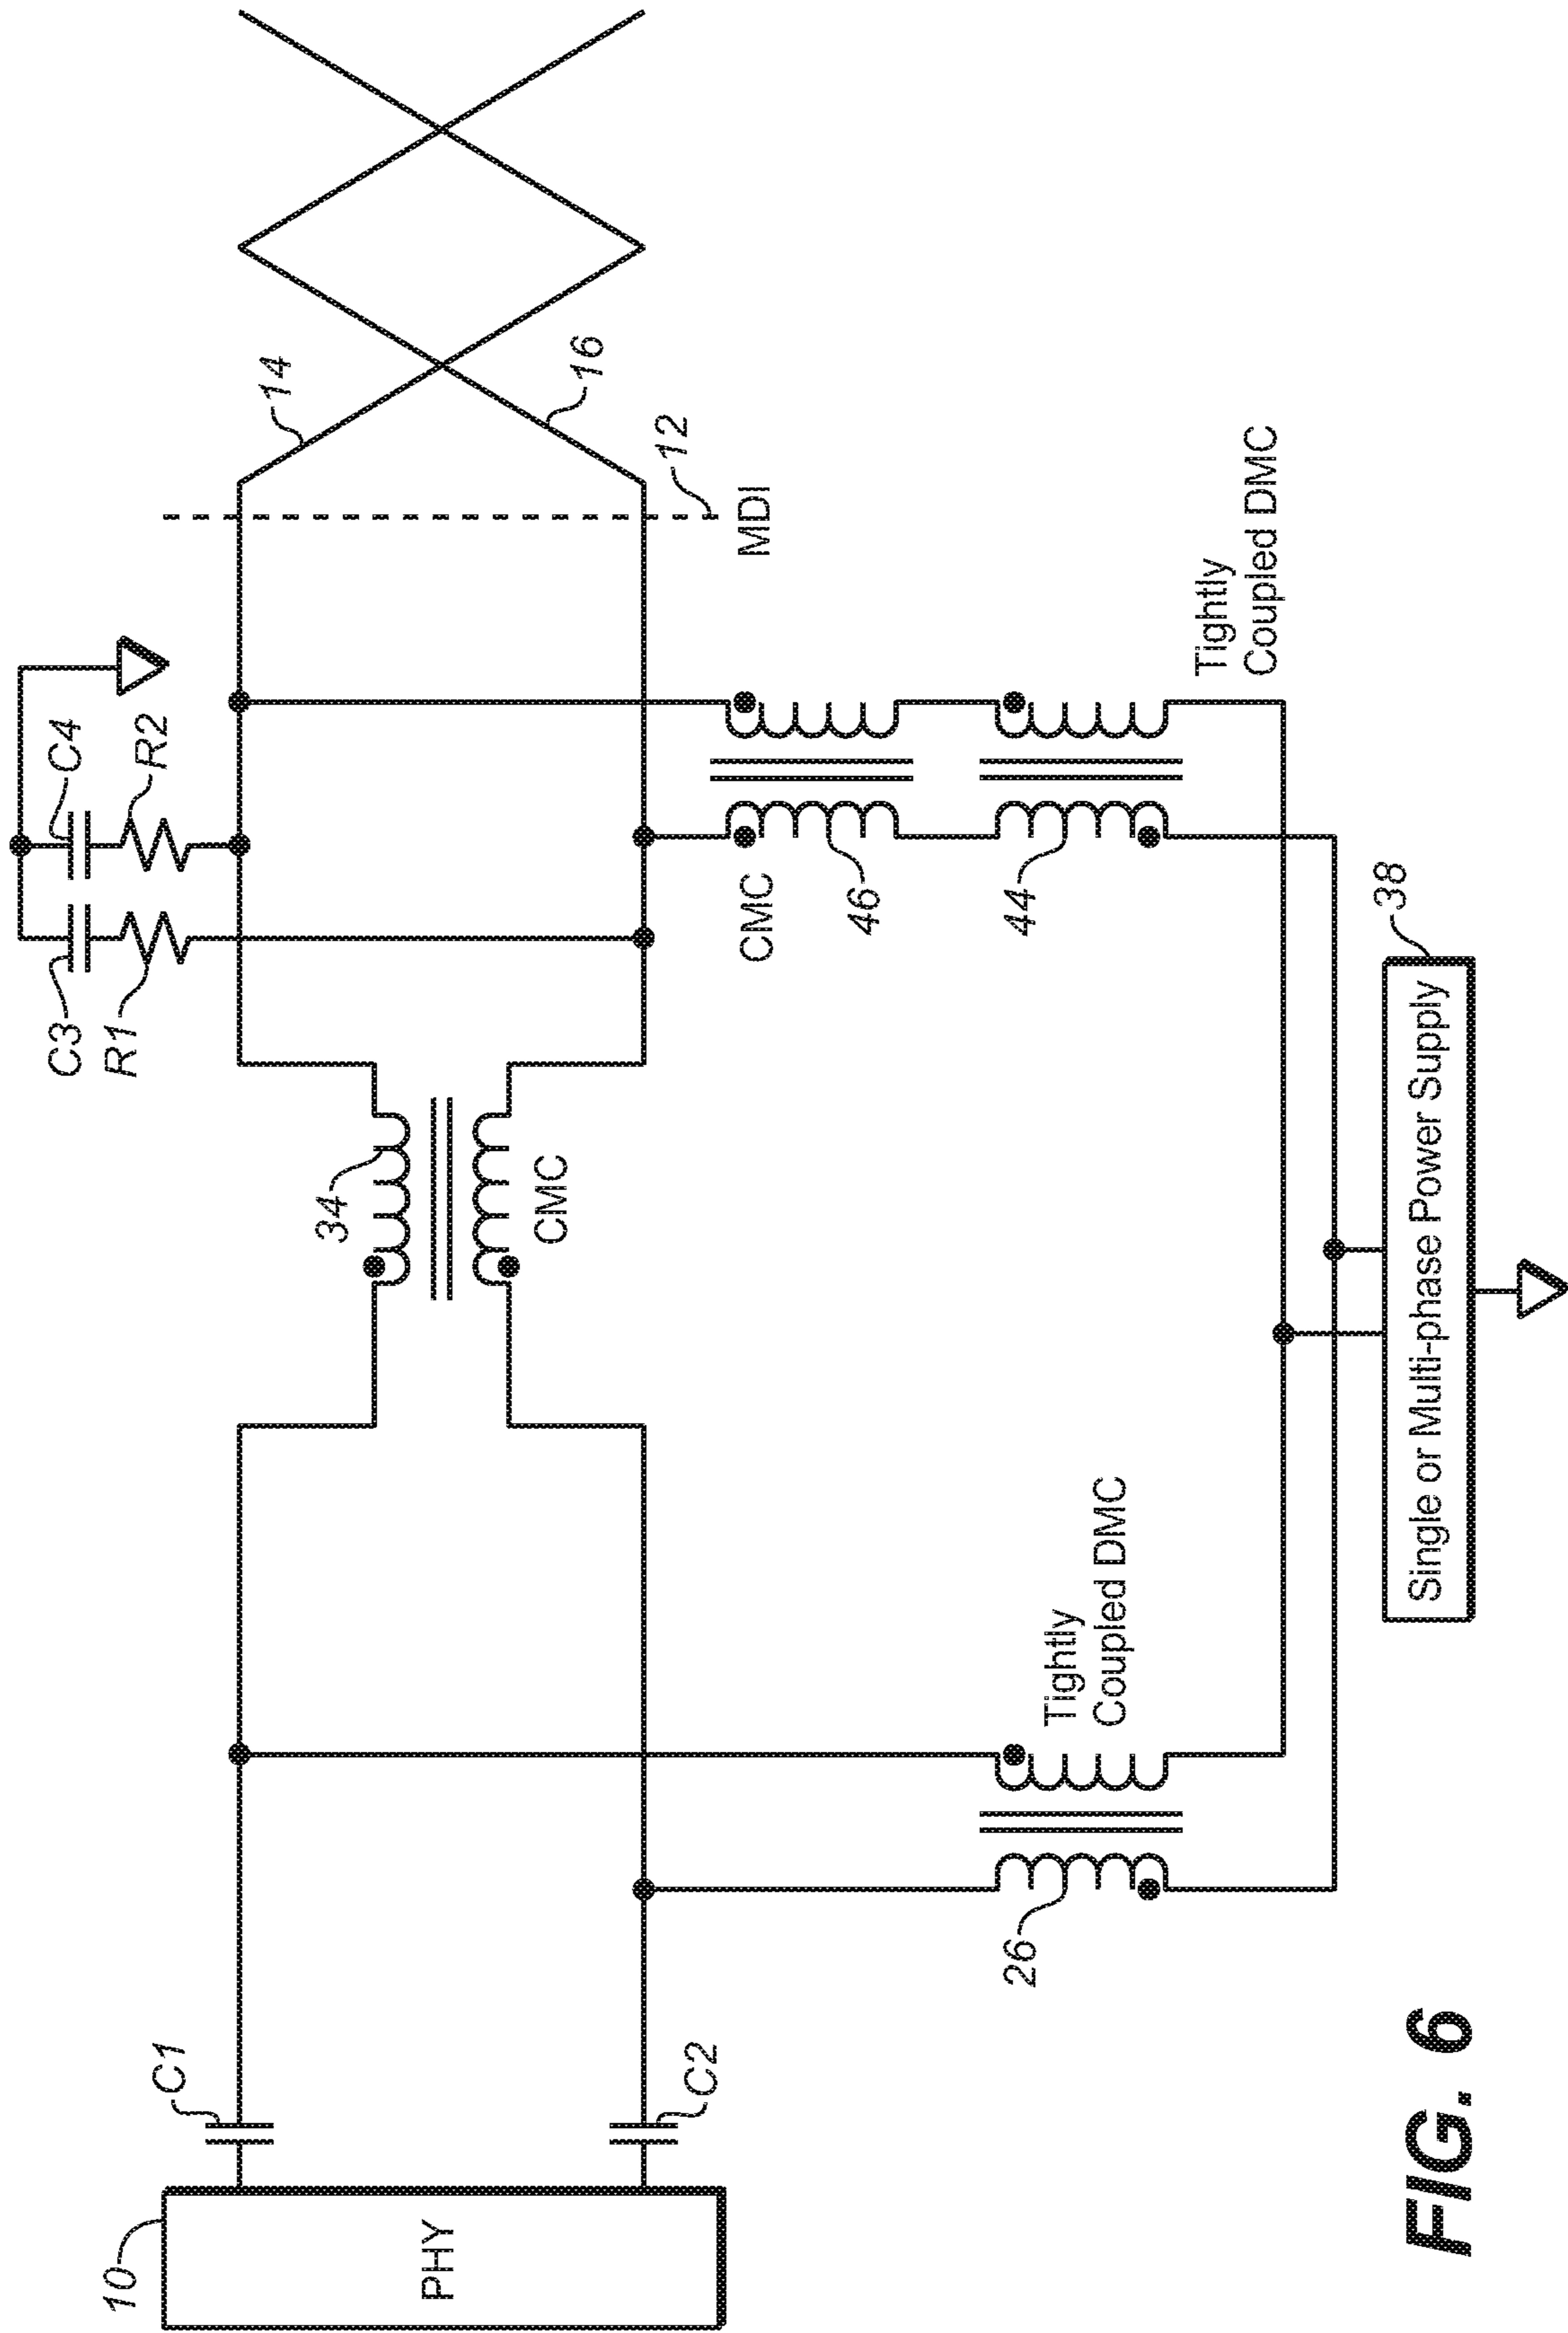 C3
C4
R1
R2
14
16
12
MDI
34
CMC
C1
C2
10
PHY
CMC
46
44
Tightly
Coupled DMC
26
Tightly
Coupled DMC
38
Single or Multi-phase Power Supply
FIG. 6